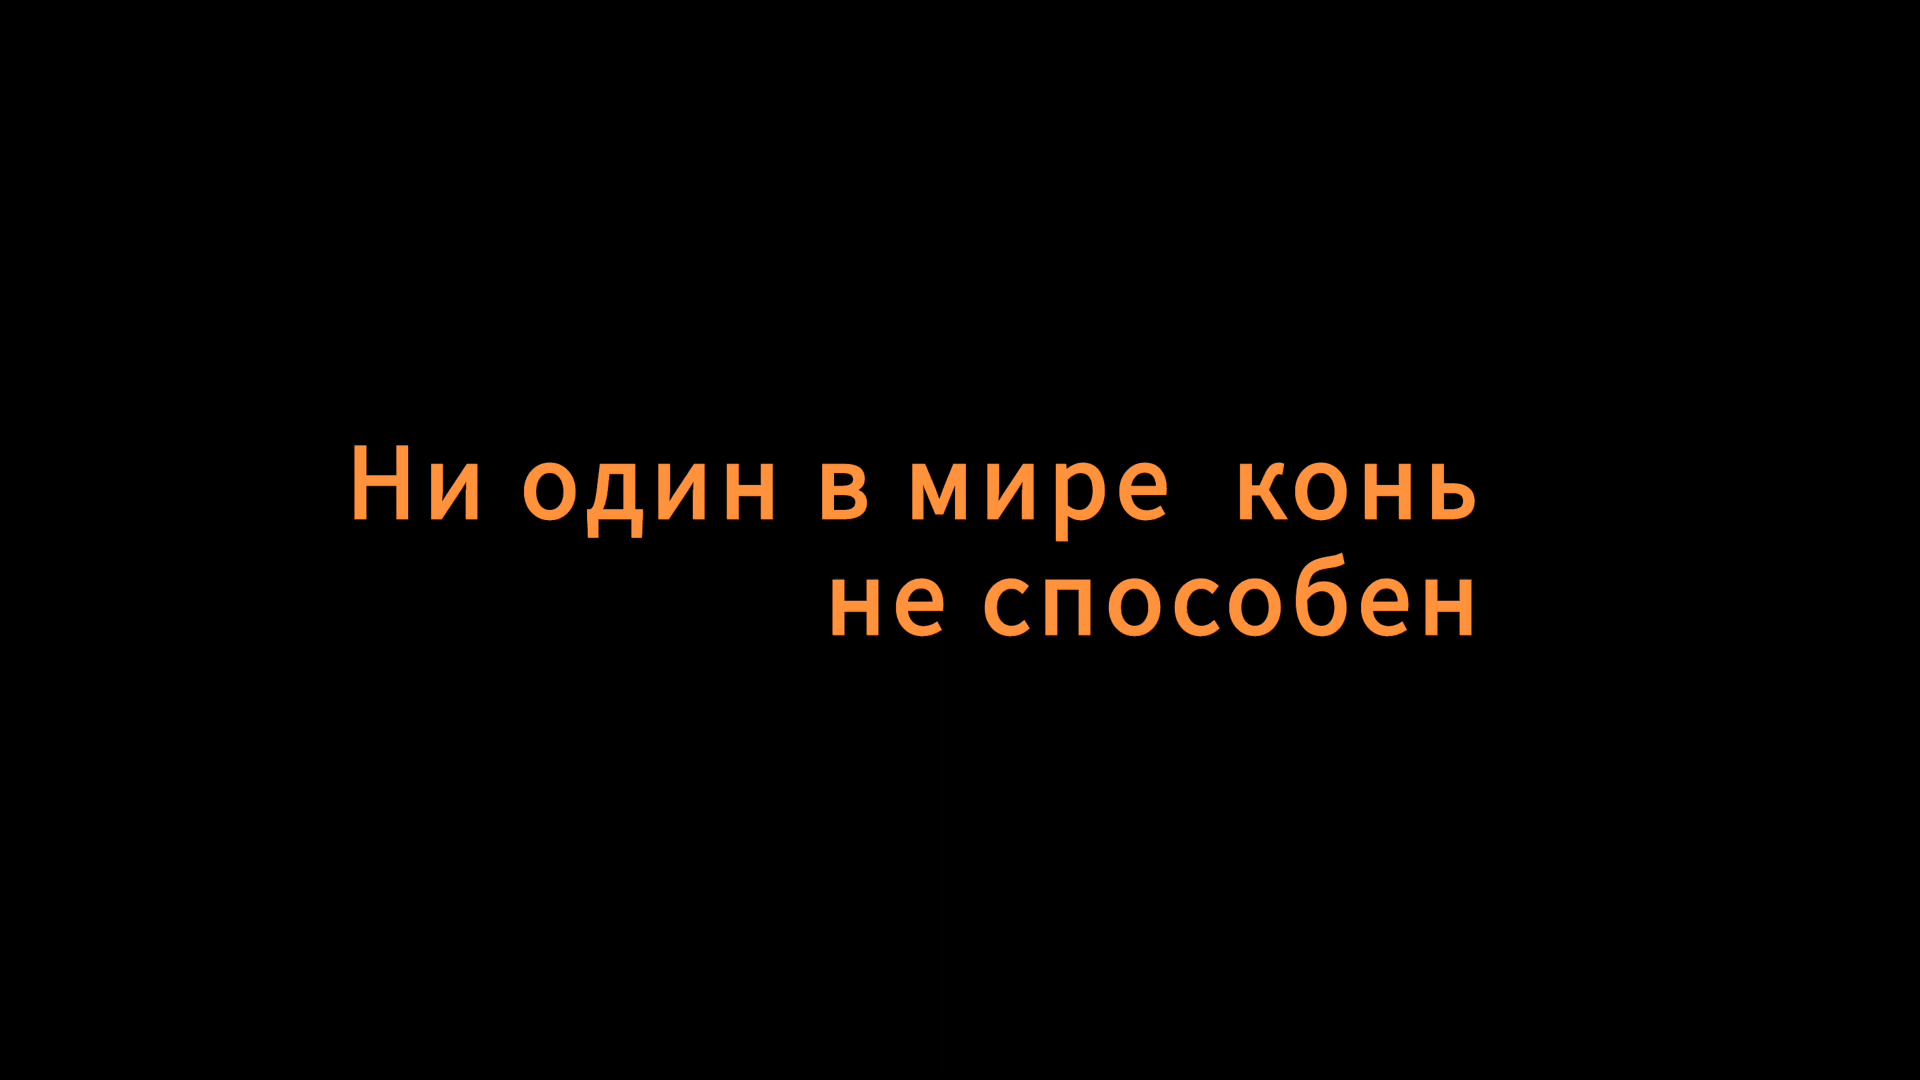 Ни один в мире  конь
не способен